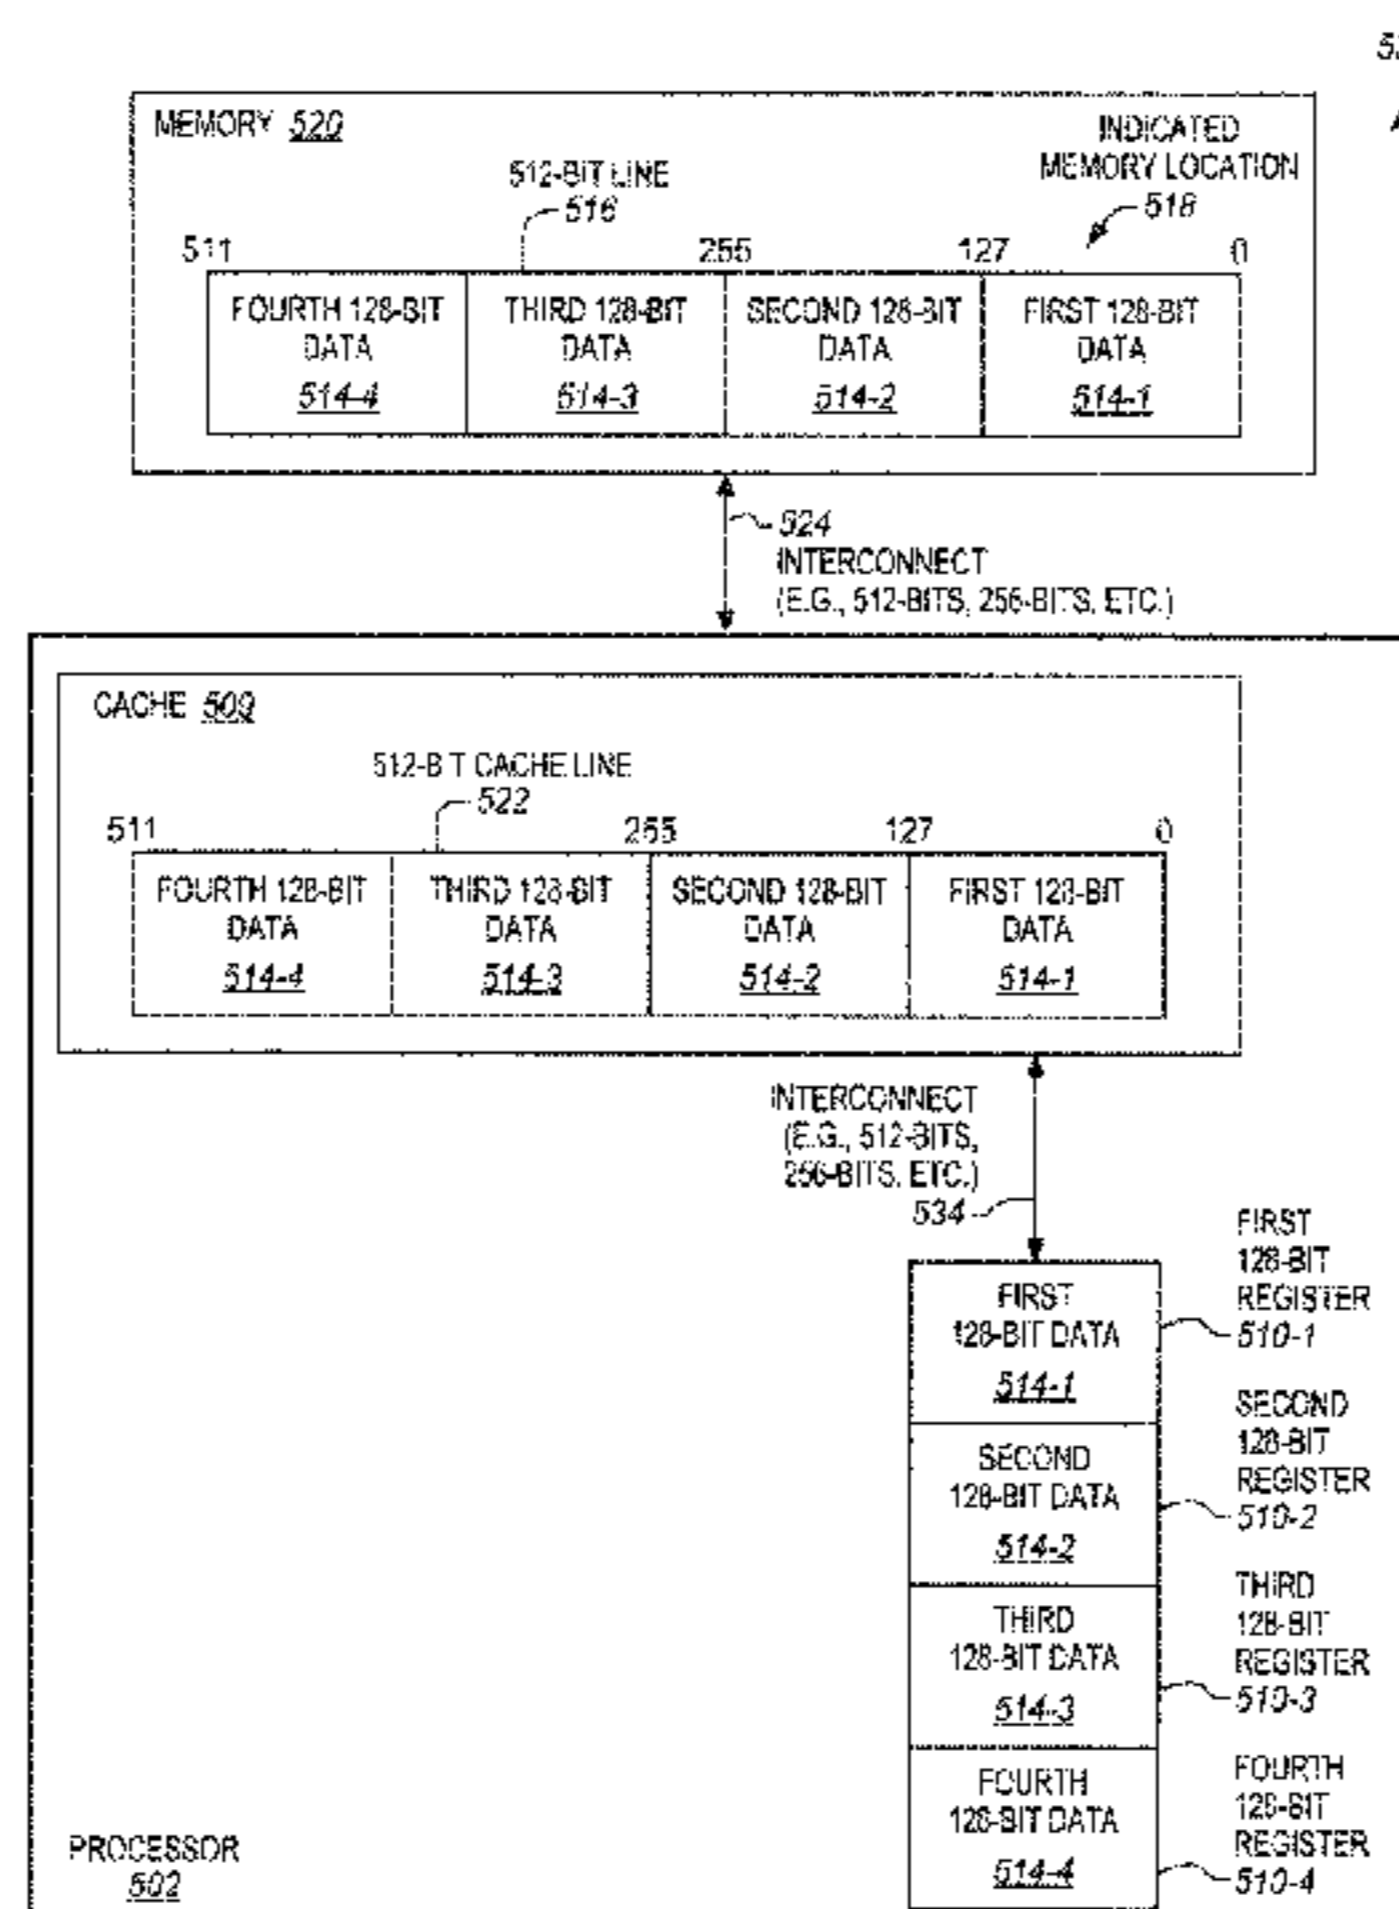 MEMORY 520
INDICATED
MEMORY LOCATION
518
512-BIT LINE
516
511 255 127 0
FOURTH 128-BIT
DATA
514-4
THIRD 128-BIT
DATA
514-3
SECOND 128-BIT
DATA
514-2
FIRST 128-BIT
DATA
514-1
524
INTERCONNECT
(E.G., 512-BITS, 256-BITS, ETC.)
CACHE 509
512-BIT CACHE LINE
522
511 255 127 0
FOURTH 128-BIT
DATA
514-4
THIRD 128-BIT
DATA
514-3
SECOND 128-BIT
DATA
514-2
FIRST 128-BIT
DATA
514-1
INTERCONNECT
(E.G., 512-BITS,
256-BITS, ETC.)
534
FIRST
128-BIT DATA
514-1
FIRST
128-BIT
REGISTER
510-1
SECOND
128-BIT DATA
514-2
SECOND
128-BIT
REGISTER
510-2
THIRD
128-BIT DATA
514-3
THIRD
128-BIT
REGISTER
510-3
FOURTH
128-BIT DATA
514-4
FOURTH
128-BIT
REGISTER
510-4
PROCESSOR
502